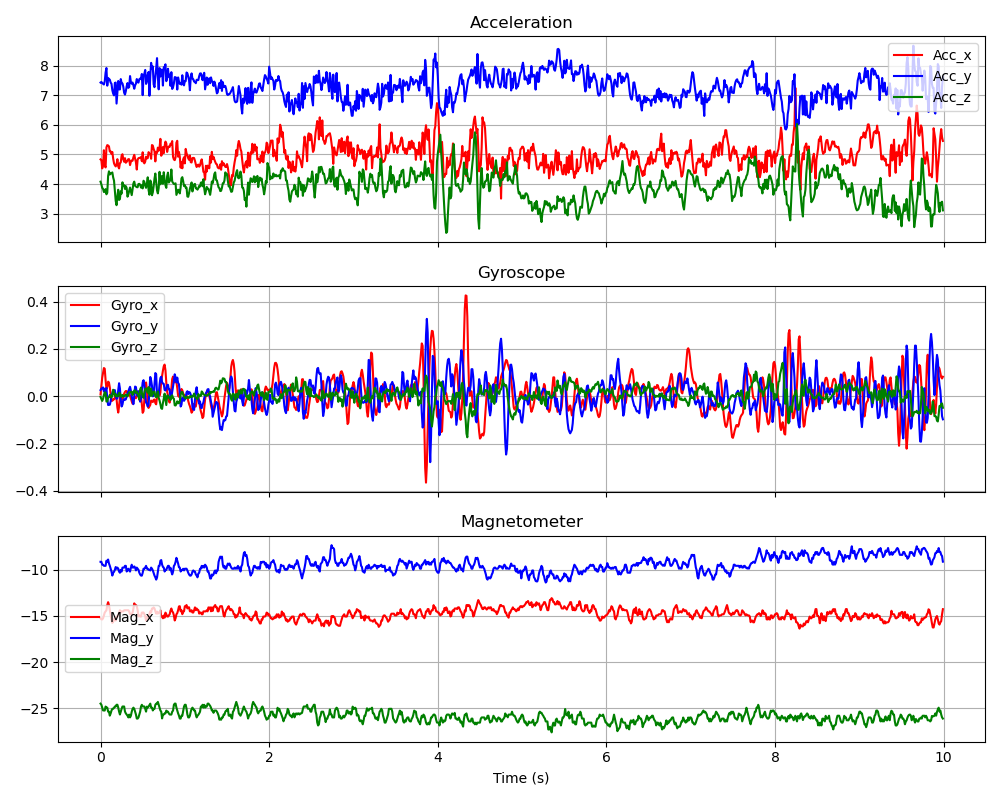 Acceleration
8
7
6
5
4
3
Acc_x
Acc_y
Acc_z
Gyroscope
0.4
0.2
0.0
−0.2
−0.4
Gyro_x
Gyro_y
Gyro_z
Magnetometer
−10
−15
−20
−25
Mag_x
Mag_y
Mag_z
0 2 4 6 8 10
Time (s)